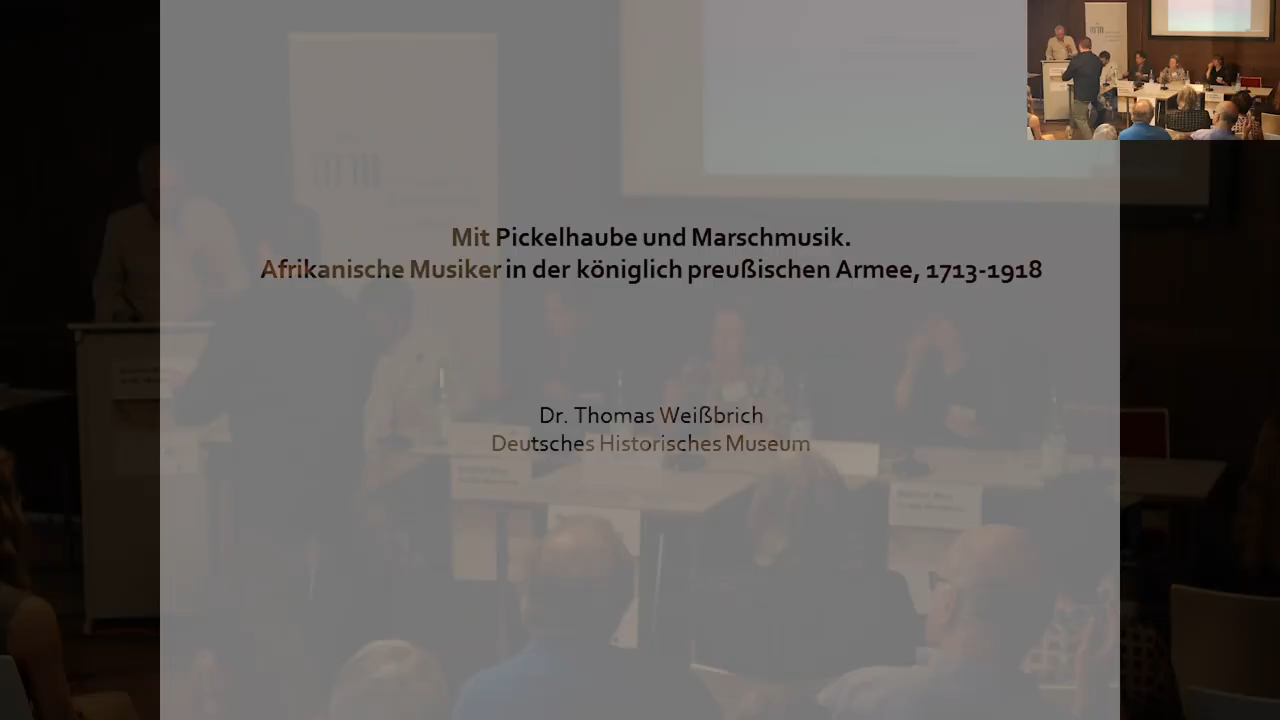 Mit Pickelhaube und Marschmusik.
Afrikanische Musiker in der königlich preußischen Armee, 1713-1918
Dr. Thomas Weißbrich
Deutsches Historisches Museum